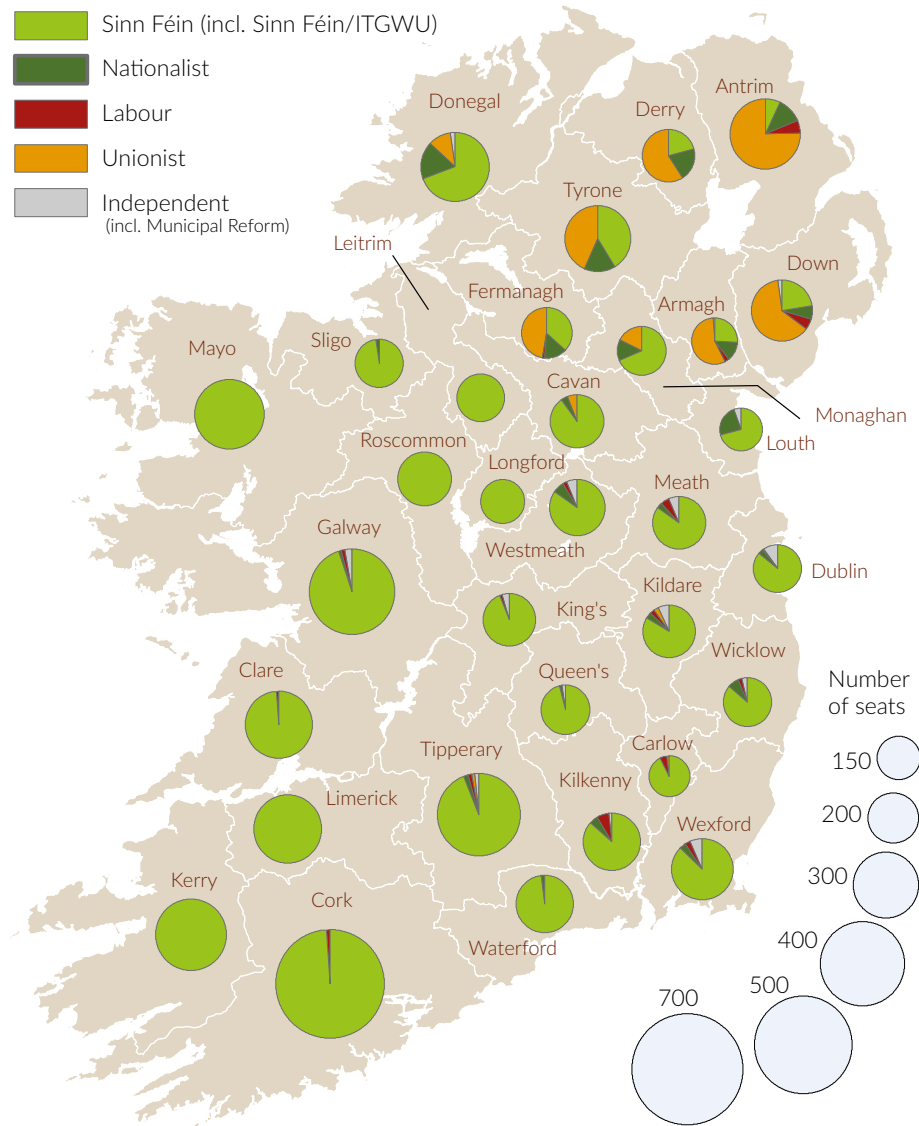 Sinn Féin (incl. Sinn Féin/ITGWU)
Nationalist
Labour
Unionist
Independent
(incl. Municipal Reform)
Donegal
Derry
Antrim
Tyrone
Leitrim
Fermanagh
Armagh
Down
Mayo
Sligo
Cavan
Monaghan
Louth
Roscommon
Longford
Meath
Galway
Westmeath
Dublin
King's
Kildare
Wicklow
Clare
Queen's
Tipperary
Carlow
Kilkenny
Limerick
Wexford
Kerry
Cork
Waterford
Number
of seats
150
200
300
400
500
700